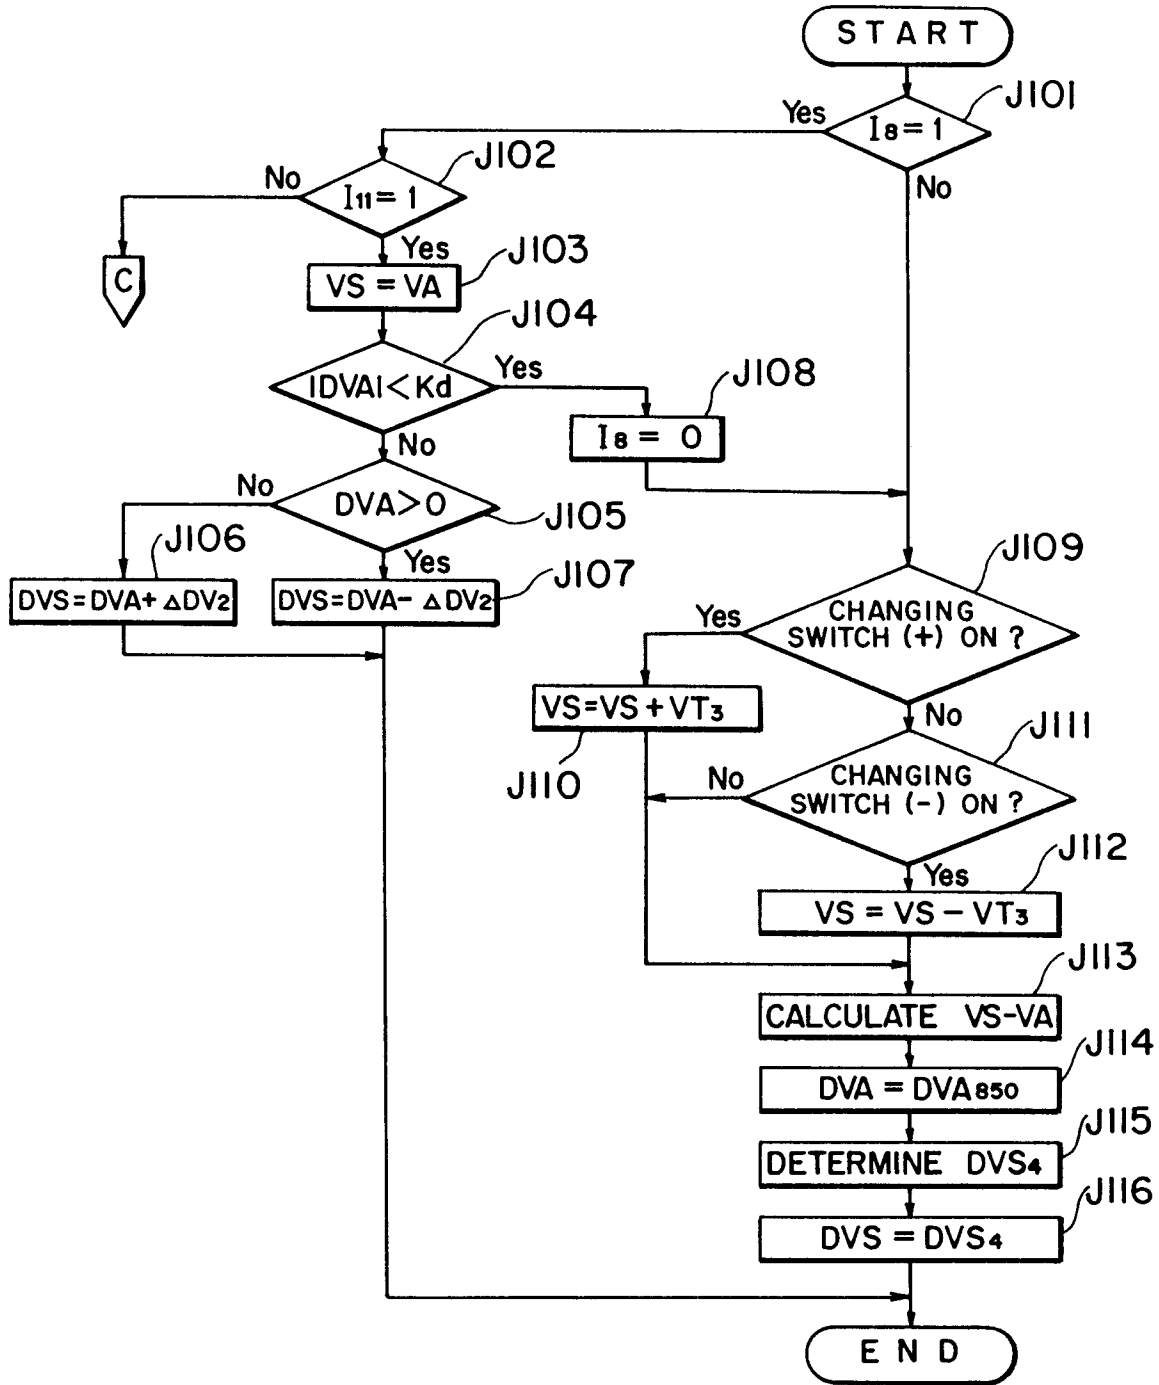 START
J101
I8=1
Yes
No
J102
I11=1
No
Yes
C
J103
VS=VA
J104
|DVA|<Kd
Yes
No
J108
I8= 0
DVA>0
J105
No
Yes
J106
DVS=DVA+ΔDV2
J107
DVS=DVA-ΔDV2
J109
CHANGING
SWITCH (+) ON ?
Yes
No
VS=VS+VT3
J110
J111
CHANGING
SWITCH (-) ON ?
No
Yes
J112
VS = VS - VT3
J113
CALCULATE VS-VA
J114
DVA = DVA850
J115
DETERMINE DVS4
J116
DVS = DVS4
END